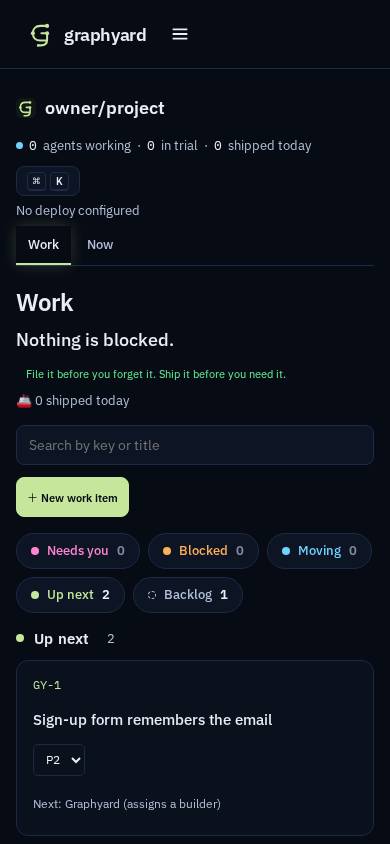 graphyard
owner/project
0 agents working · 0 in trial · 0 shipped today
⌘ K
No deploy configured
Work Now
Work
Nothing is blocked.
File it before you forget it. Ship it before you need it.
🚢 0 shipped today
Search by key or title
+ New work item
Needs you 0 Blocked 0 Moving 0
Up next 2 Backlog 1
Up next 2
GY-1
Sign-up form remembers the email
P2
Next: Graphyard (assigns a builder)